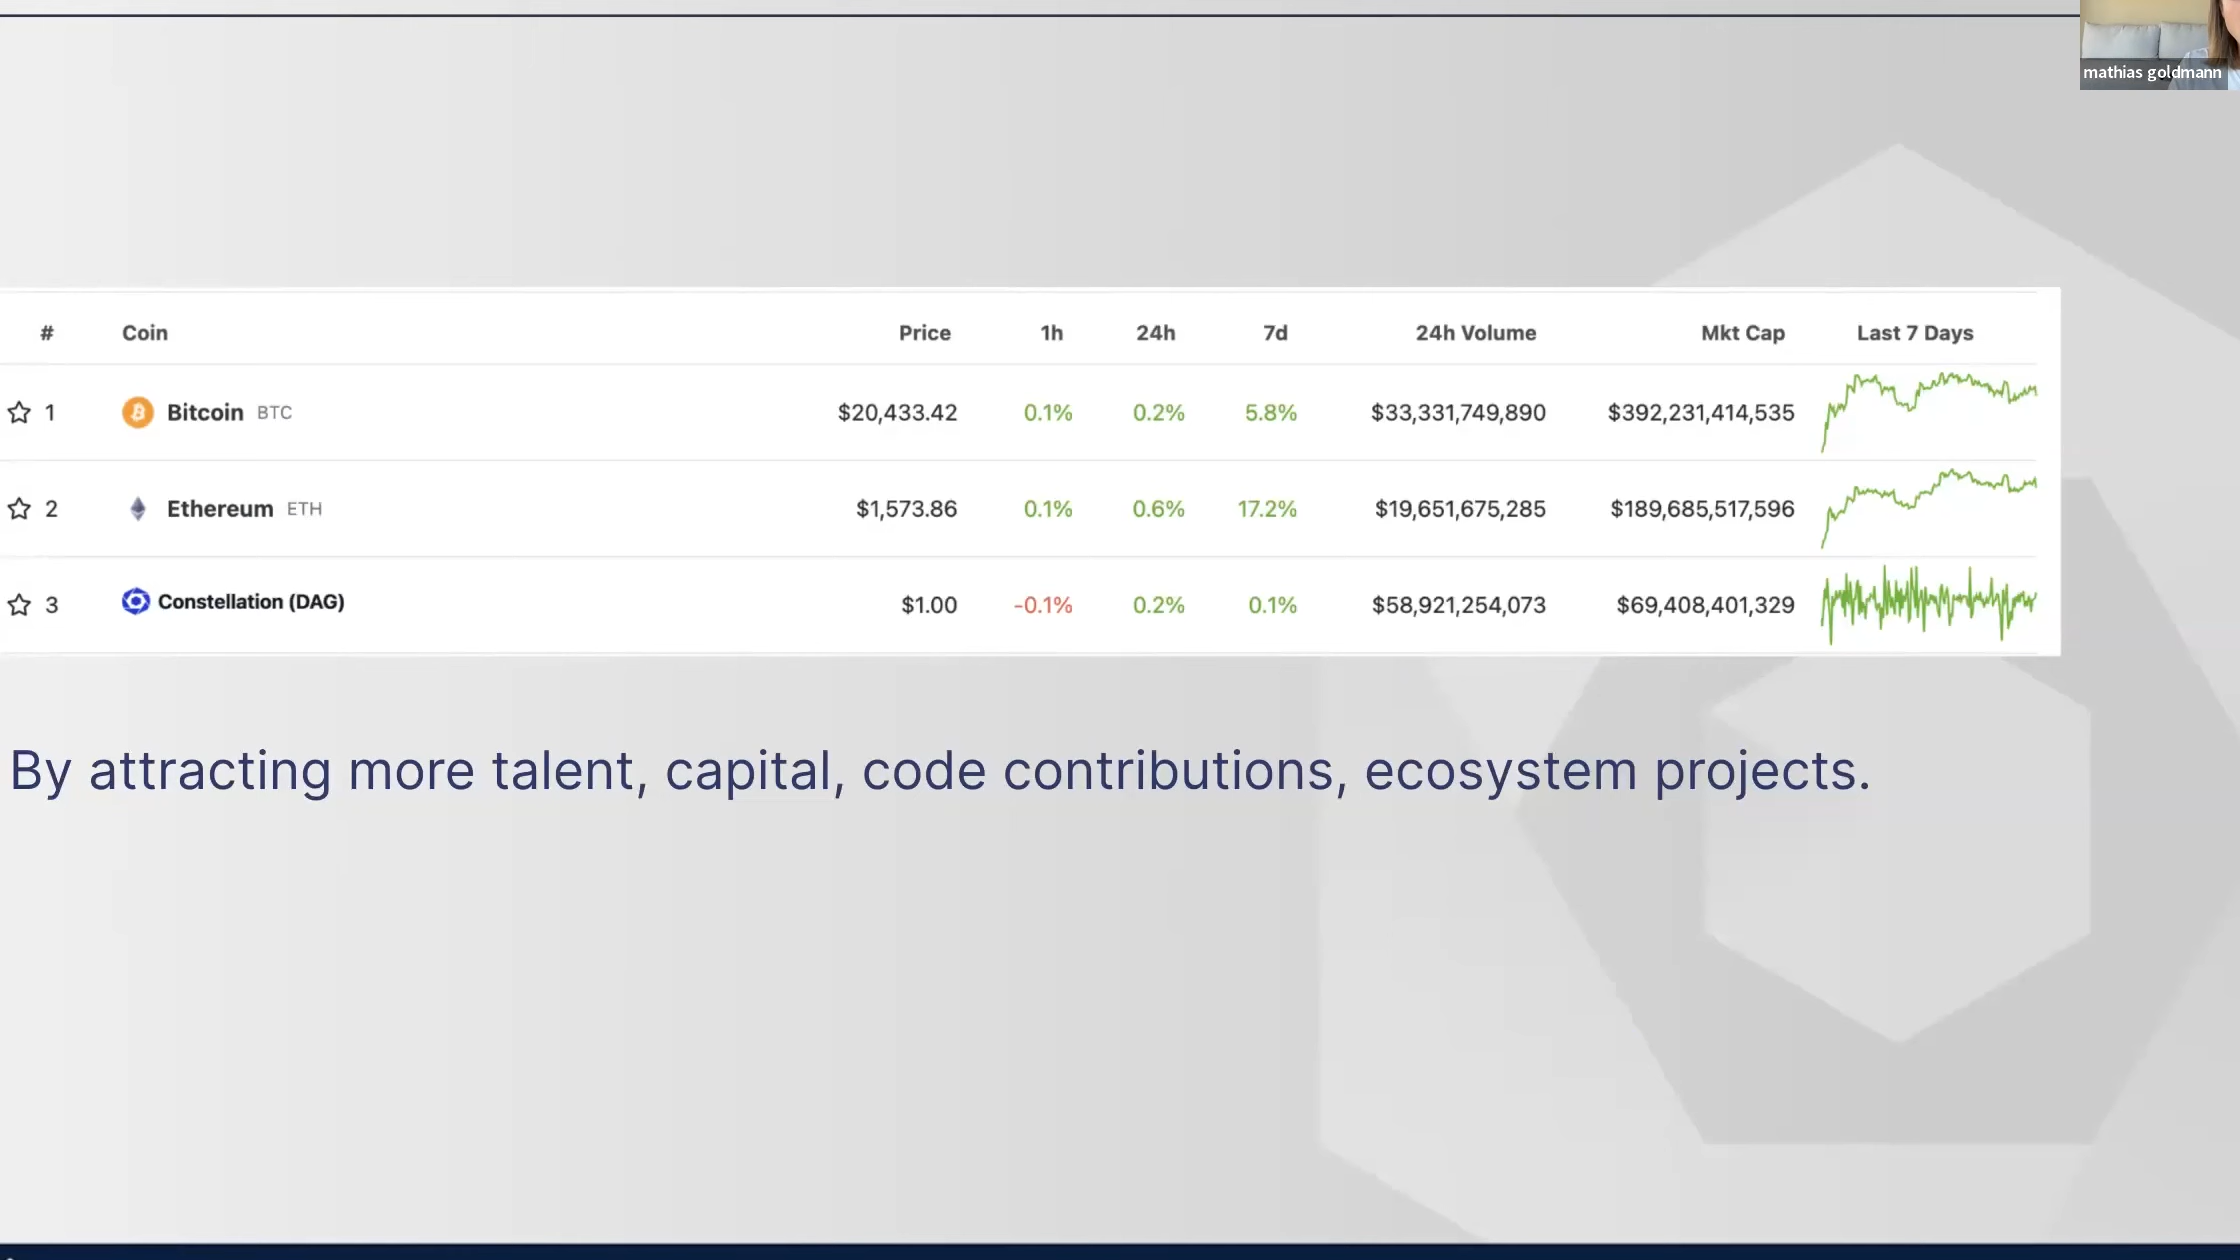 mathias goldmann
# Coin Price 1h 24h 7d 24h Volume Mkt Cap Last 7 Days
1 Bitcoin BTC $20,433.42 0.1% 0.2% 5.8% $33,331,749,890 $392,231,414,535
2 Ethereum ETH $1,573.86 0.1% 0.6% 17.2% $19,651,675,285 $189,685,517,596
3 Constellation (DAG) $1.00 -0.1% 0.2% 0.1% $58,921,254,073 $69,408,401,329
By attracting more talent, capital, code contributions, ecosystem projects.